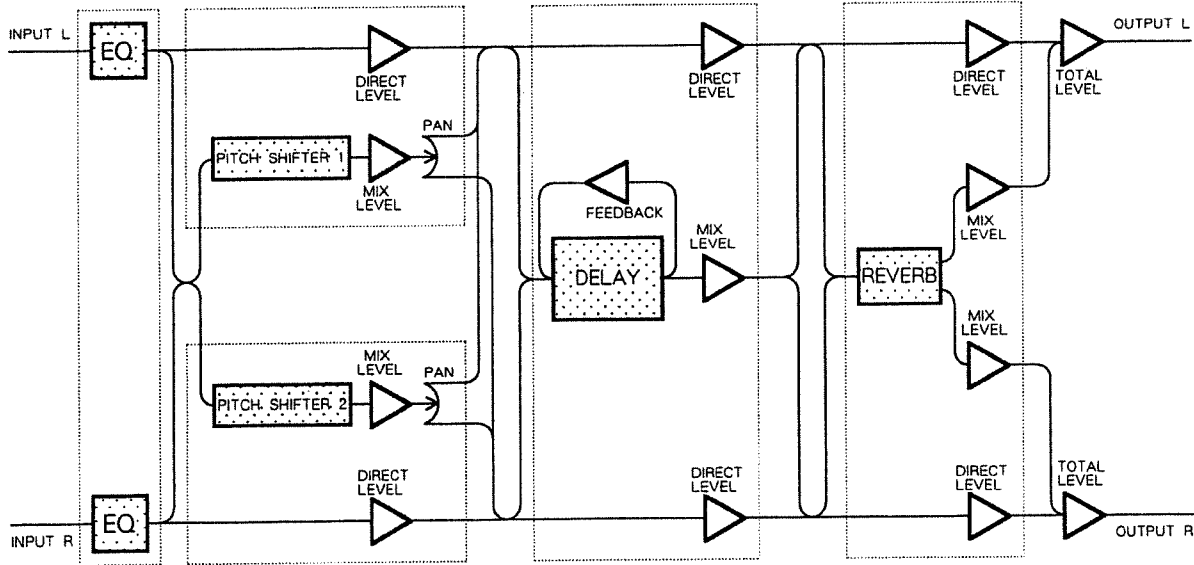 INPUT L
EQ
DIRECT
LEVEL
PAN
PITCH SHIFTER 1
MIX
LEVEL
DIRECT
LEVEL
FEEDBACK
DELAY
MIX
LEVEL
DIRECT
LEVEL
OUTPUT L
TOTAL
LEVEL
MIX
LEVEL
REVERB
MIX
LEVEL
MIX
LEVEL
PAN
PITCH SHIFTER 2
DIRECT
LEVEL
EQ
INPUT R
DIRECT
LEVEL
DIRECT
LEVEL
TOTAL
LEVEL
OUTPUT R